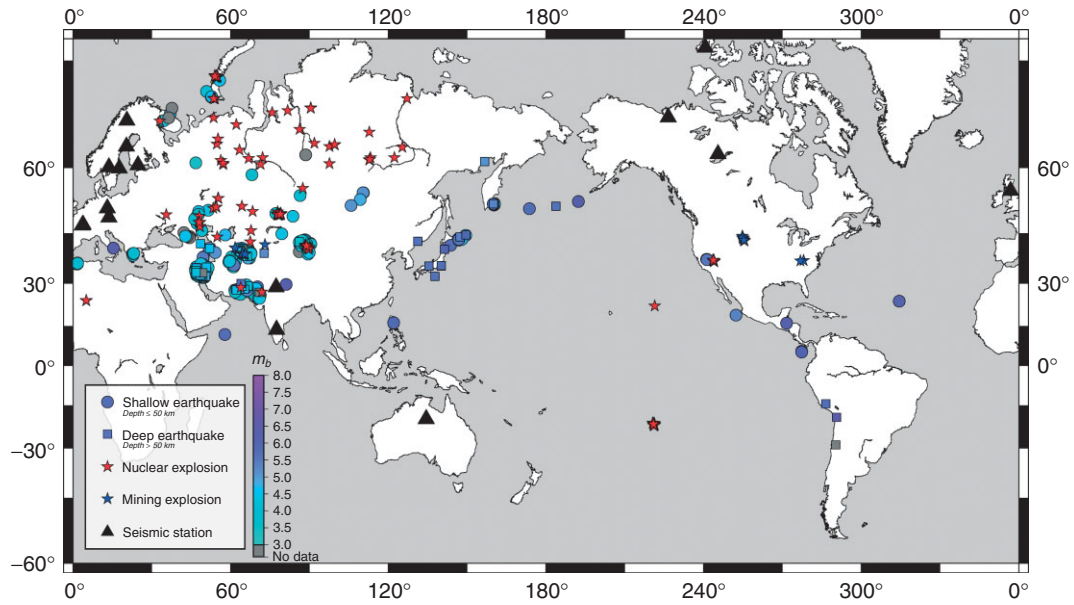 0° 60° 120° 180° 240° 300° 0°
60° 60°
30° 30°
0° 0°
−30°
−60°
m_b
8.0
7.5
7.0
6.5
6.0
5.5
5.0
4.5
4.0
3.5
3.0
No data
Shallow earthquake
Depth ≤ 50 km
Deep earthquake
Depth > 50 km
Nuclear explosion
Mining explosion
Seismic station
0° 60° 120° 180° 240° 300° 0°